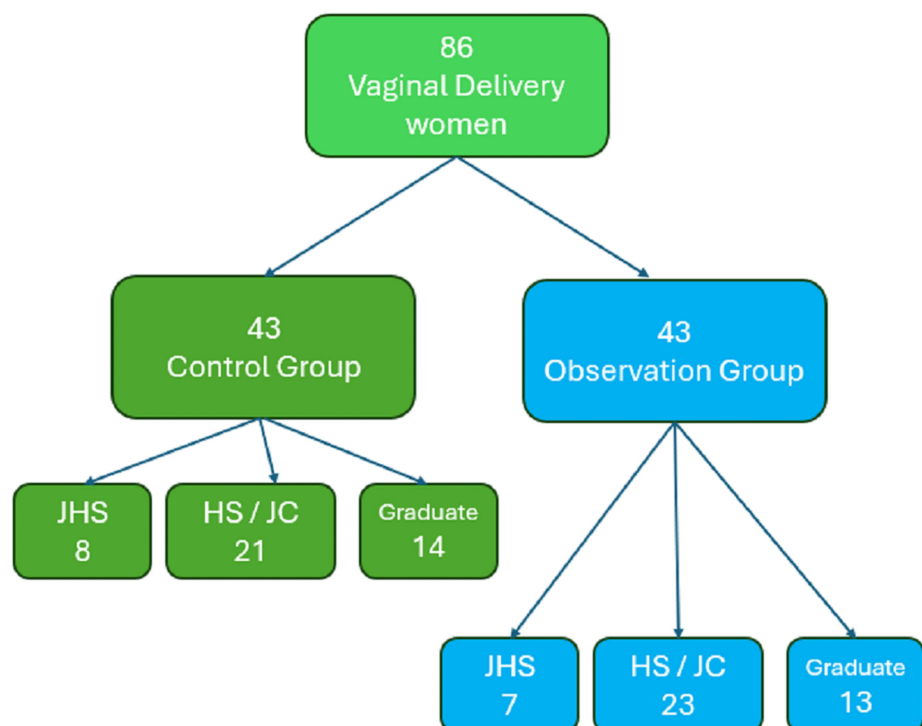 86
Vaginal Delivery
women
43
Control Group
43
Observation Group
JHS
8
HS / JC
21
Graduate
14
JHS
7
HS / JC
23
Graduate
13